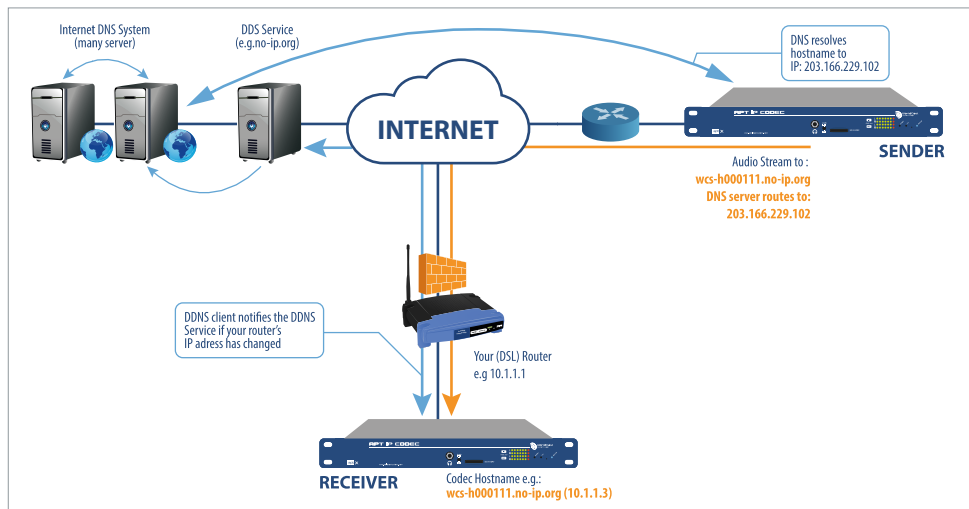 Internet DNS System
(many server)
DDS Service
(e.g.no-ip.org)
DNS resolves
hostname to
IP: 203.166.229.102
INTERNET
APT IP CODEC
SENDER
Audio Stream to :
wcs-h000111.no-ip.org
DNS server routes to:
203.166.229.102
DDNS client notifies the DDNS
Service if your router's
IP adress has changed
Your (DSL) Router
e.g 10.1.1.1
APT IP CODEC
RECEIVER
Codec Hostname e.g.:
wcs-h000111.no-ip.org (10.1.1.3)